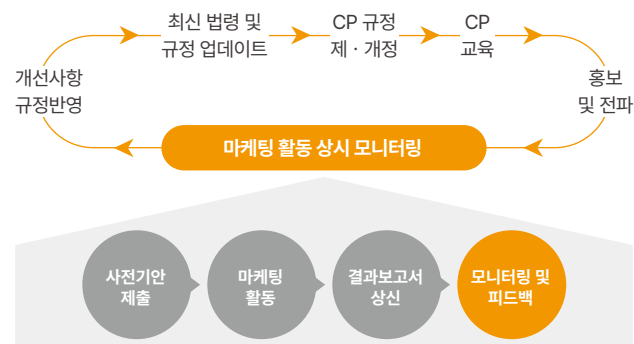 최신 법령 및
규정 업데이트
CP 규정
제 · 개정
CP
교육
개선사항
규정반영
홍보
및 전파
마케팅 활동 상시 모니터링
사전기안
제출
마케팅
활동
결과보고서
상신
모니터링 및
피드백